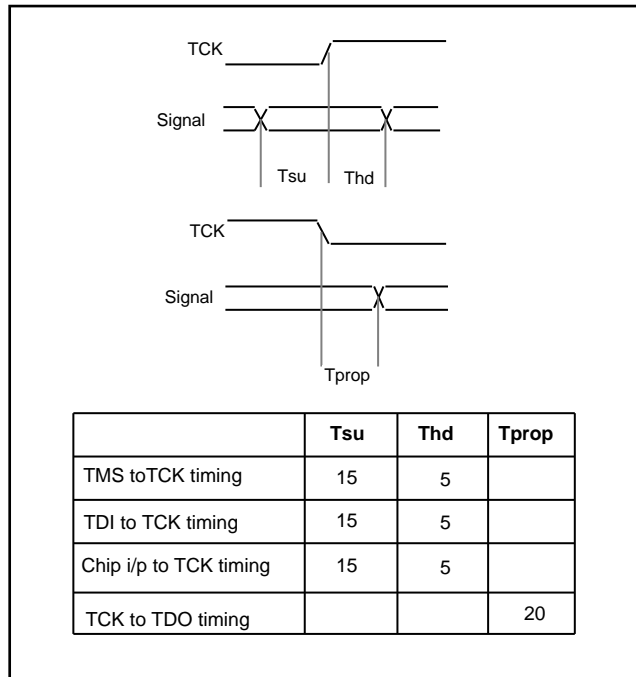 TCK
Signal
Tsu Thd
TCK
Signal
Tprop
Tsu Thd Tprop
TMS toTCK timing 15 5
TDI to TCK timing 15 5
Chip i/p to TCK timing 15 5
TCK to TDO timing 20